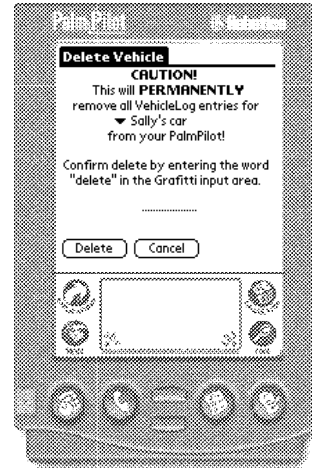 PalmPilot
Delete Vehicle
CAUTION!
This will PERMANENTLY
remove all VehicleLog entries for
Sally's car
from your PalmPilot!
Confirm delete by entering the word
"delete" in the Grafitti input area.
Delete Cancel